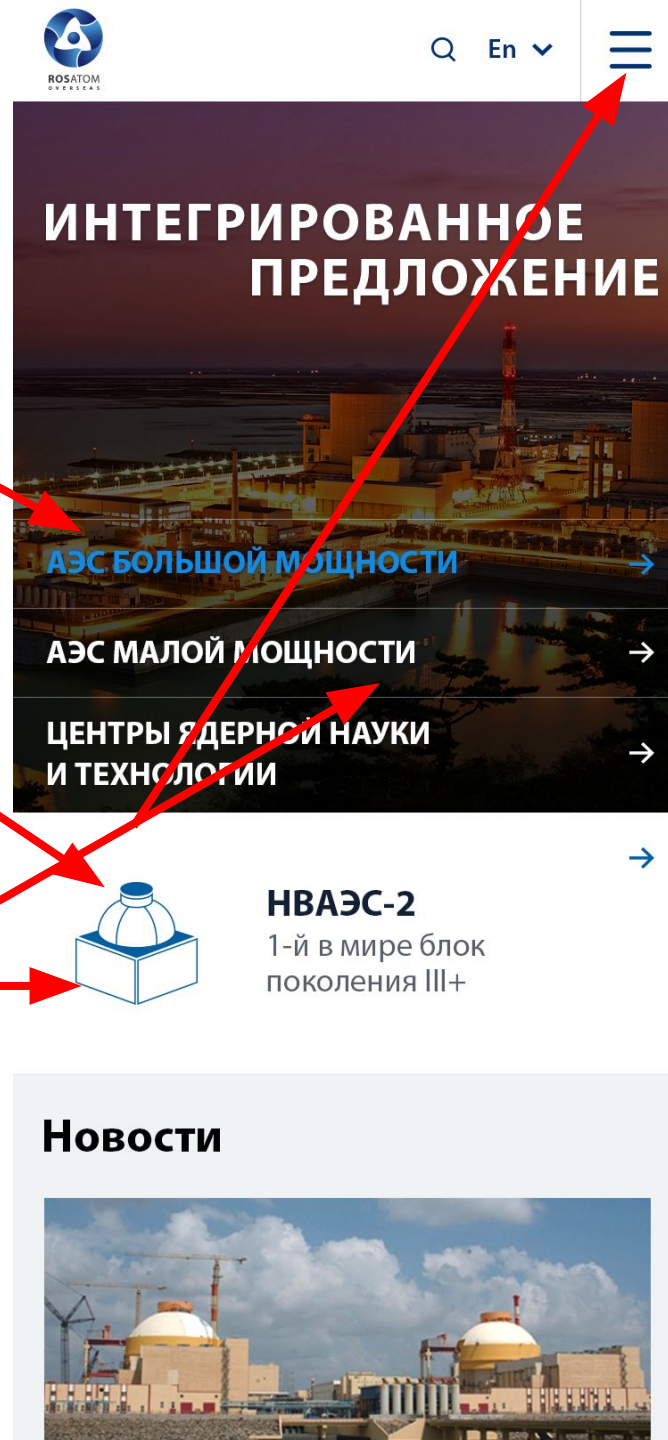 ROSATOM
OVERSEAS
En
ИНТЕГРИРОВАННОЕ
ПРЕДЛОЖЕНИЕ
АЭС БОЛЬШОЙ МОЩНОСТИ
АЭС МАЛОЙ МОЩНОСТИ
ЦЕНТРЫ ЯДЕРНОЙ НАУКИ
И ТЕХНОЛОГИИ
НВАЭС-2
1-й в мире блок
поколения III+
Новости